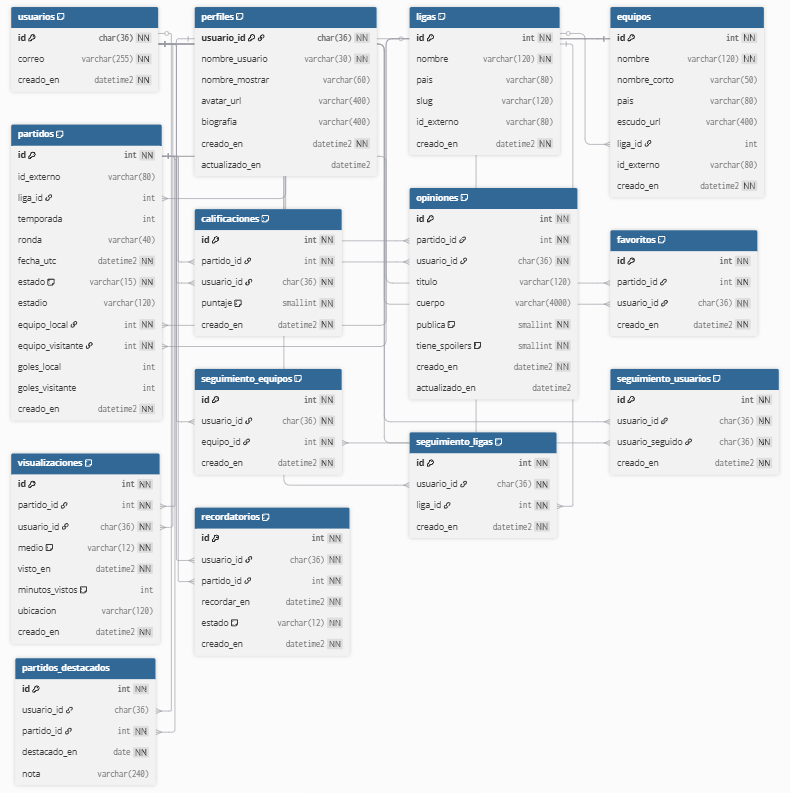 usuarios
id char(36) NN
correo varchar(255) NN
creado_en datetime2 NN
perfiles
usuario_id char(36) NN
nombre_usuario varchar(30) NN
nombre_mostrar varchar(60)
avatar_url varchar(400)
biografia varchar(400)
creado_en datetime2 NN
actualizado_en datetime2
ligas
id int NN
nombre varchar(120) NN
pais varchar(80)
slug varchar(120)
id_externo varchar(80)
creado_en datetime2 NN
equipos
id int NN
nombre varchar(120) NN
nombre_corto varchar(50)
pais varchar(80)
escudo_url varchar(400)
liga_id int
id_externo varchar(80)
creado_en datetime2 NN
partidos
id int NN
id_externo varchar(80)
liga_id int
temporada int
ronda varchar(40)
fecha_utc datetime2 NN
estado varchar(15) NN
estadio varchar(120)
equipo_local int NN
equipo_visitante int NN
goles_local int
goles_visitante int
creado_en datetime2 NN
calificaciones
id int NN
partido_id int NN
usuario_id char(36) NN
puntaje smallint NN
creado_en datetime2 NN
opiniones
id int NN
partido_id int NN
usuario_id char(36) NN
titulo varchar(120)
cuerpo varchar(4000) NN
publica smallint NN
tiene_spoilers smallint NN
creado_en datetime2 NN
actualizado_en datetime2
favoritos
id int NN
partido_id int NN
usuario_id char(36) NN
creado_en datetime2 NN
seguimiento_equipos
id int NN
usuario_id char(36) NN
equipo_id int NN
creado_en datetime2 NN
seguimiento_usuarios
id int NN
usuario_id char(36) NN
usuario_seguido char(36) NN
creado_en datetime2 NN
seguimiento_ligas
id int NN
usuario_id char(36) NN
liga_id int NN
creado_en datetime2 NN
visualizaciones
id int NN
partido_id int NN
usuario_id char(36) NN
medio varchar(12) NN
visto_en datetime2 NN
minutos_vistos int
ubicacion varchar(120)
creado_en datetime2 NN
recordatorios
id int NN
usuario_id char(36) NN
partido_id int NN
recordar_en datetime2 NN
estado varchar(12) NN
creado_en datetime2 NN
partidos_destacados
id int NN
usuario_id char(36)
partido_id int NN
destacado_en date NN
nota varchar(240)